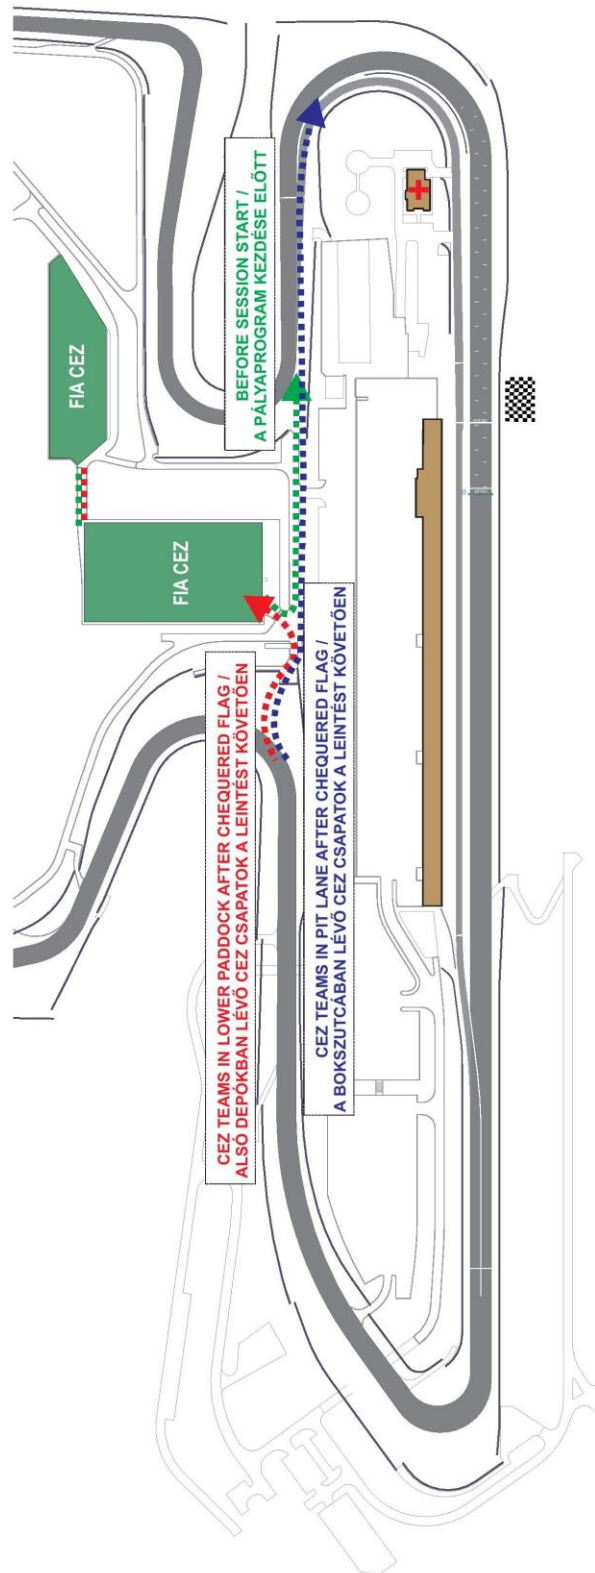 FIA CEZ
BEFORE SESSION START /
A PÁLYAPROGRAM KEZDÉSE ELŐTT
FIA CEZ
CEZ TEAMS IN LOWER PADDOCK AFTER CHEQUERED FLAG /
ALSÓ DEPÓKBAN LÉVŐ CEZ CSAPATOK A LEINTÉST KÖVETŐEN
CEZ TEAMS IN PIT LANE AFTER CHEQUERED FLAG /
A BOKSZUTCÁBAN LÉVŐ CEZ CSAPATOK A LEINTÉST KÖVETŐEN